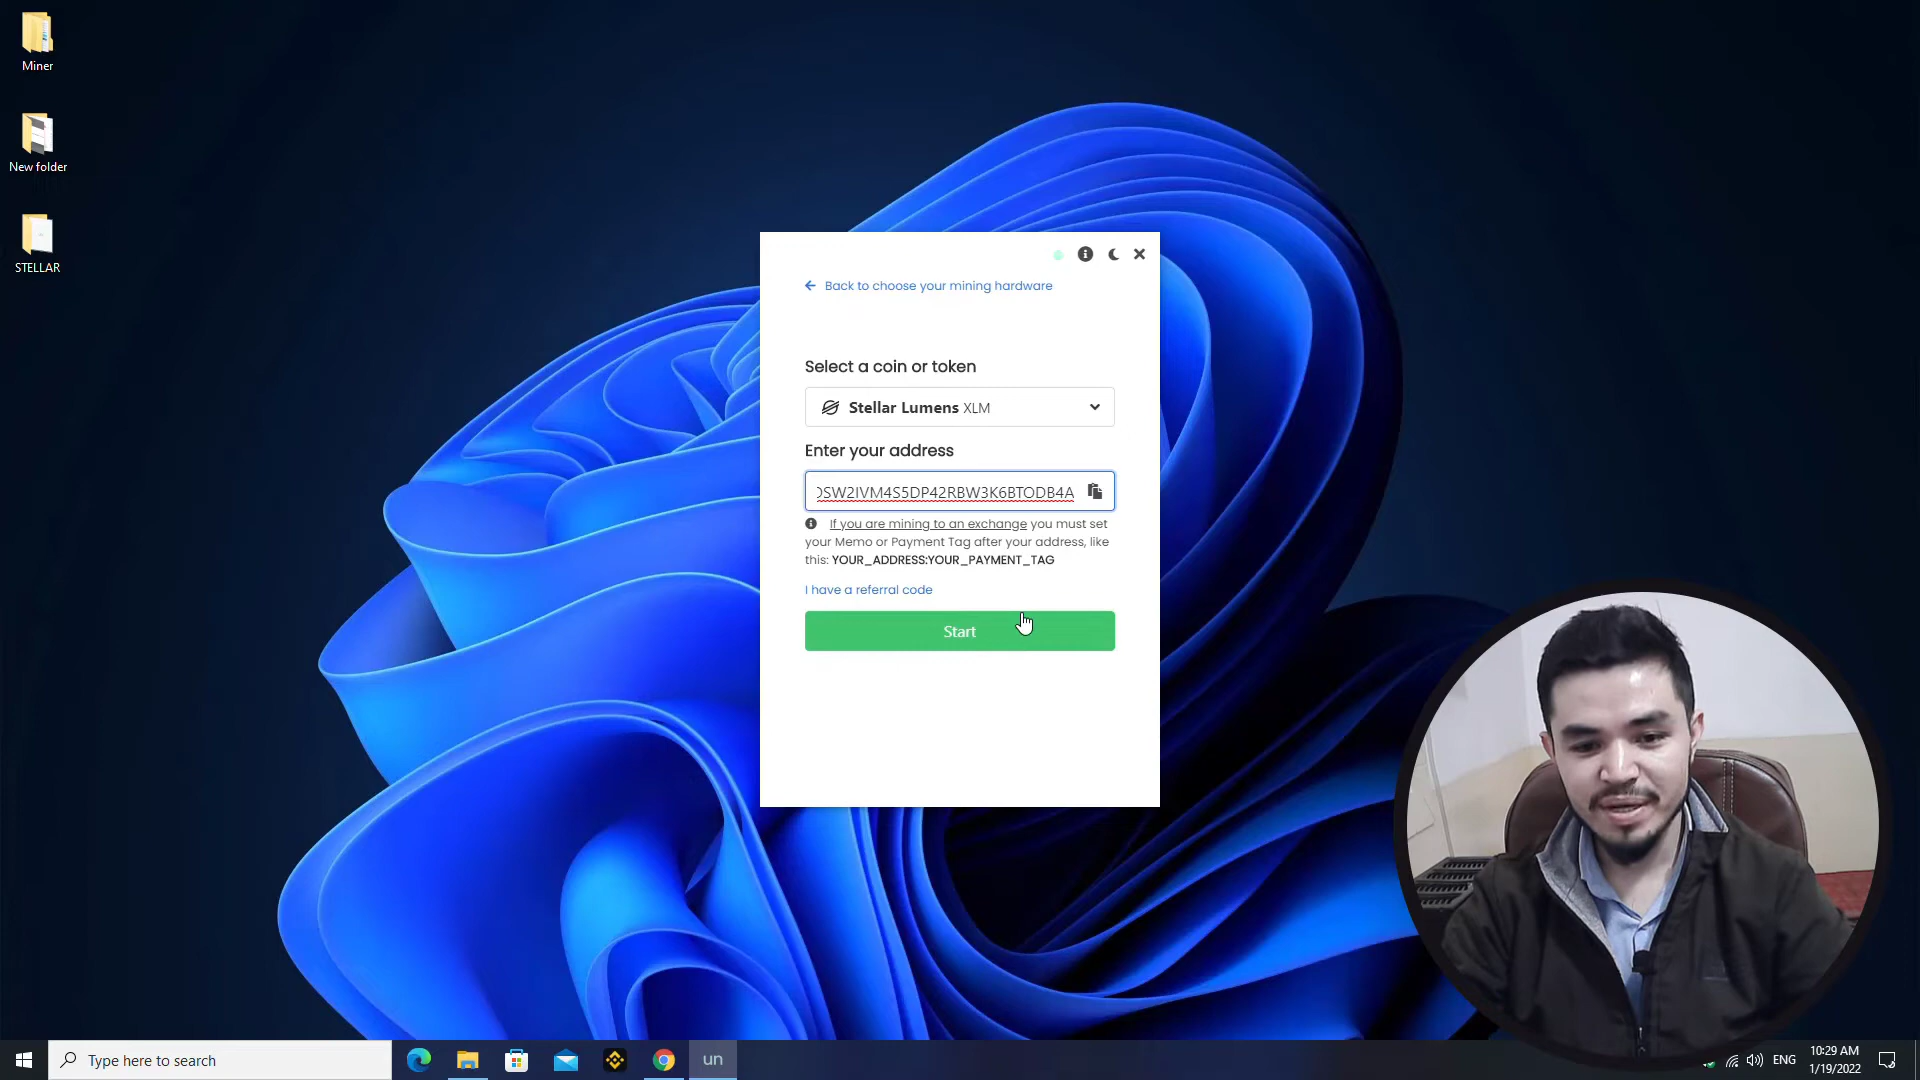 Miner
New folder
STELLAR
Back to choose your mining hardware
Select a coin or token
Stellar Lumens XLM
Enter your address
SW2IVM4S5DP42RBW3K6BTODB4A
If you are mining to an exchange you must set
your Memo or Payment Tag after your address, like
this: YOUR_ADDRESS:YOUR_PAYMENT_TAG
I have a referral code
Start
Type here to search
un
ENG
10:29 AM
1/19/2022